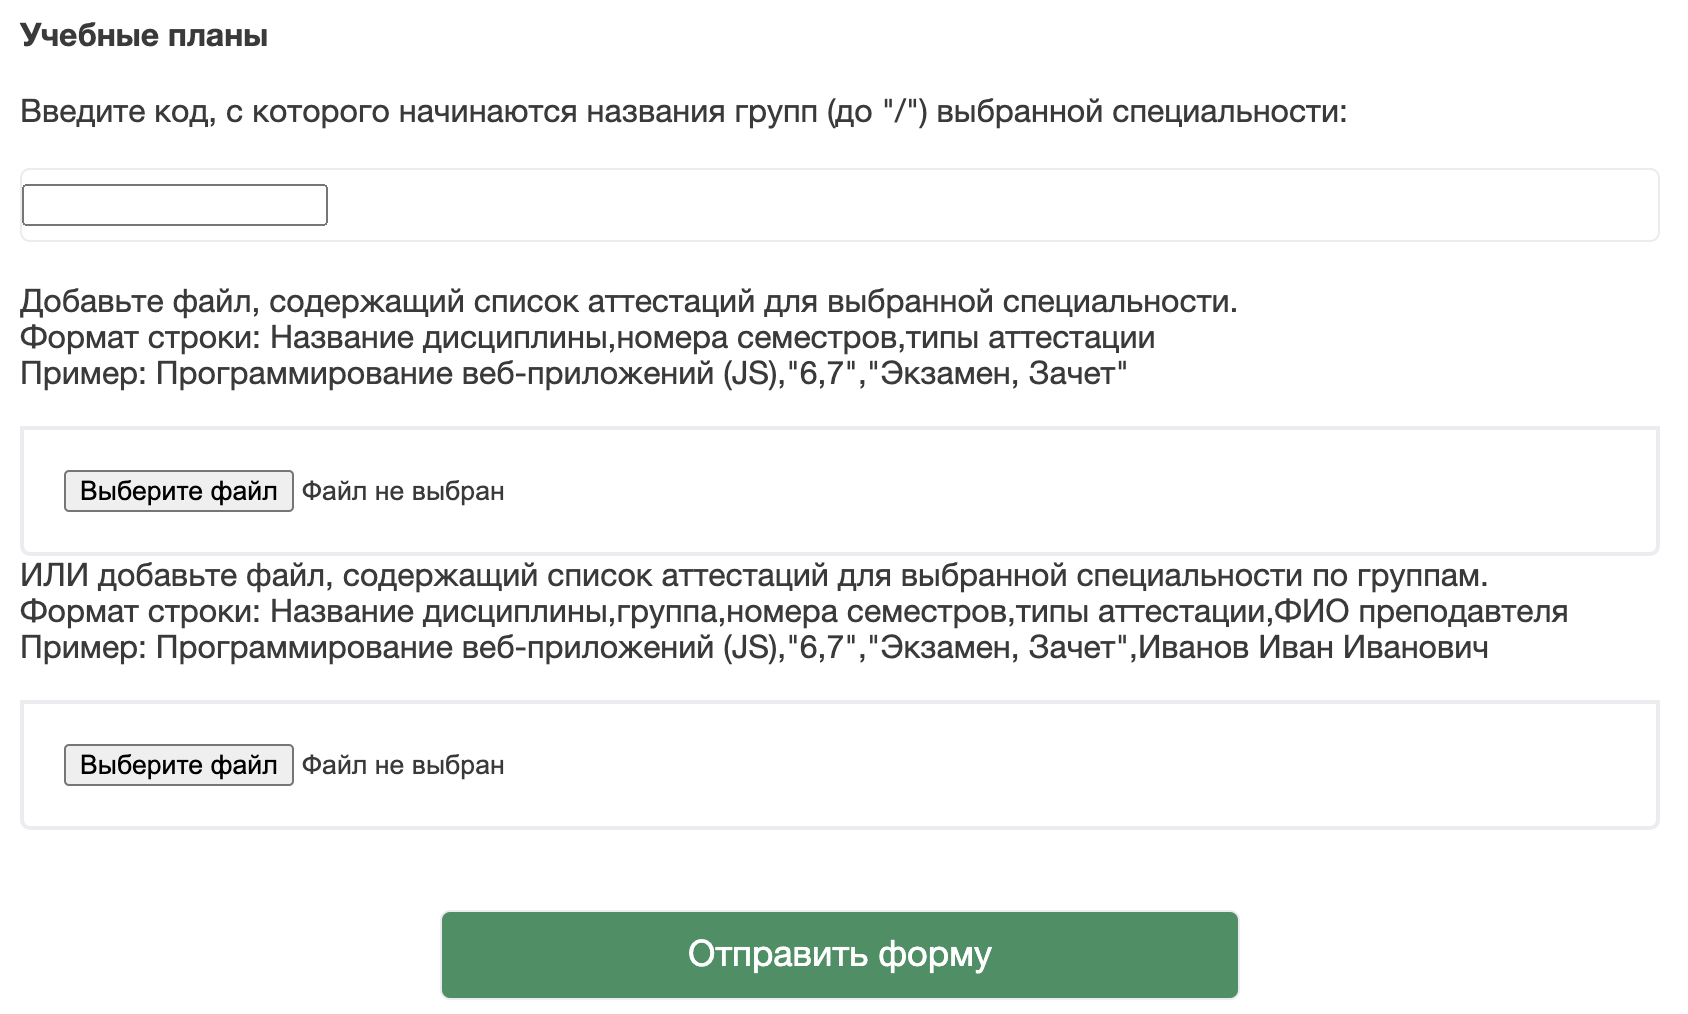 Учебные планы
Введите код, с которого начинаются названия групп (до "/") выбранной специальности:
Добавьте файл, содержащий список аттестаций для выбранной специальности.
Формат строки: Название дисциплины,номера семестров,типы аттестации
Пример: Программирование веб-приложений (JS),"6,7","Экзамен, Зачет"
Выберите файл Файл не выбран
ИЛИ добавьте файл, содержащий список аттестаций для выбранной специальности по группам.
Формат строки: Название дисциплины,группа,номера семестров,типы аттестации,ФИО преподавтеля
Пример: Программирование веб-приложений (JS),"6,7","Экзамен, Зачет",Иванов Иван Иванович
Выберите файл Файл не выбран
Отправить форму